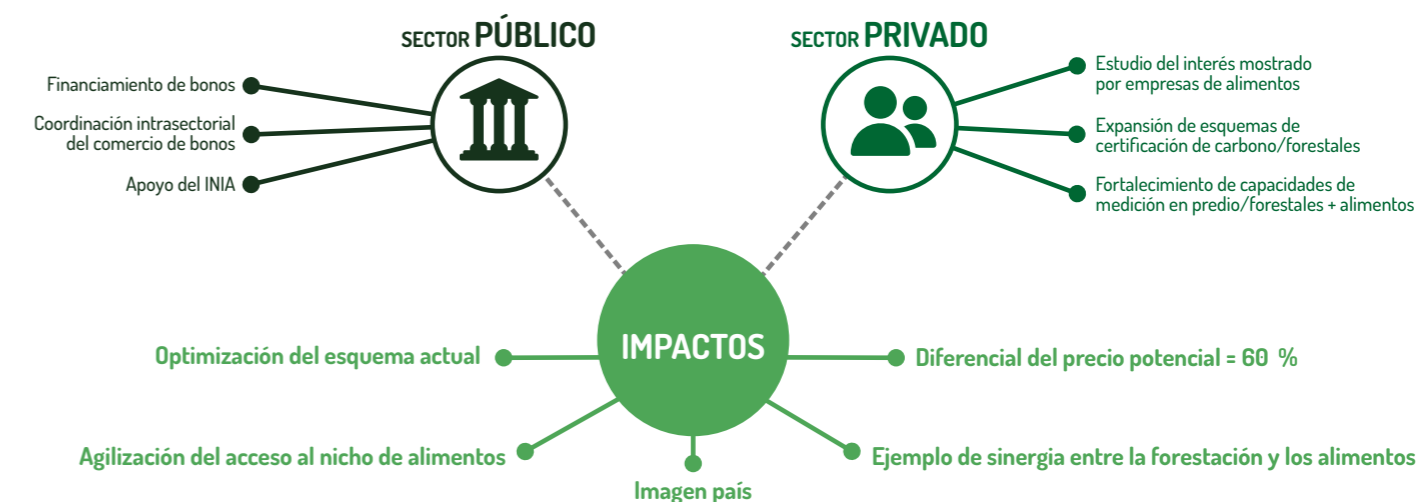 SECTOR PÚBLICO
Financiamiento de bonos
Coordinación intrasectorial
del comercio de bonos
Apoyo del INIA
SECTOR PRIVADO
Estudio del interés mostrado
por empresas de alimentos
Expansión de esquemas de
certificación de carbono/forestales
Fortalecimiento de capacidades de
medición en predio/forestales + alimentos
IMPACTOS
Optimización del esquema actual
Diferencial del precio potencial = 60 %
Agilización del acceso al nicho de alimentos
Ejemplo de sinergia entre la forestación y los alimentos
Imagen país